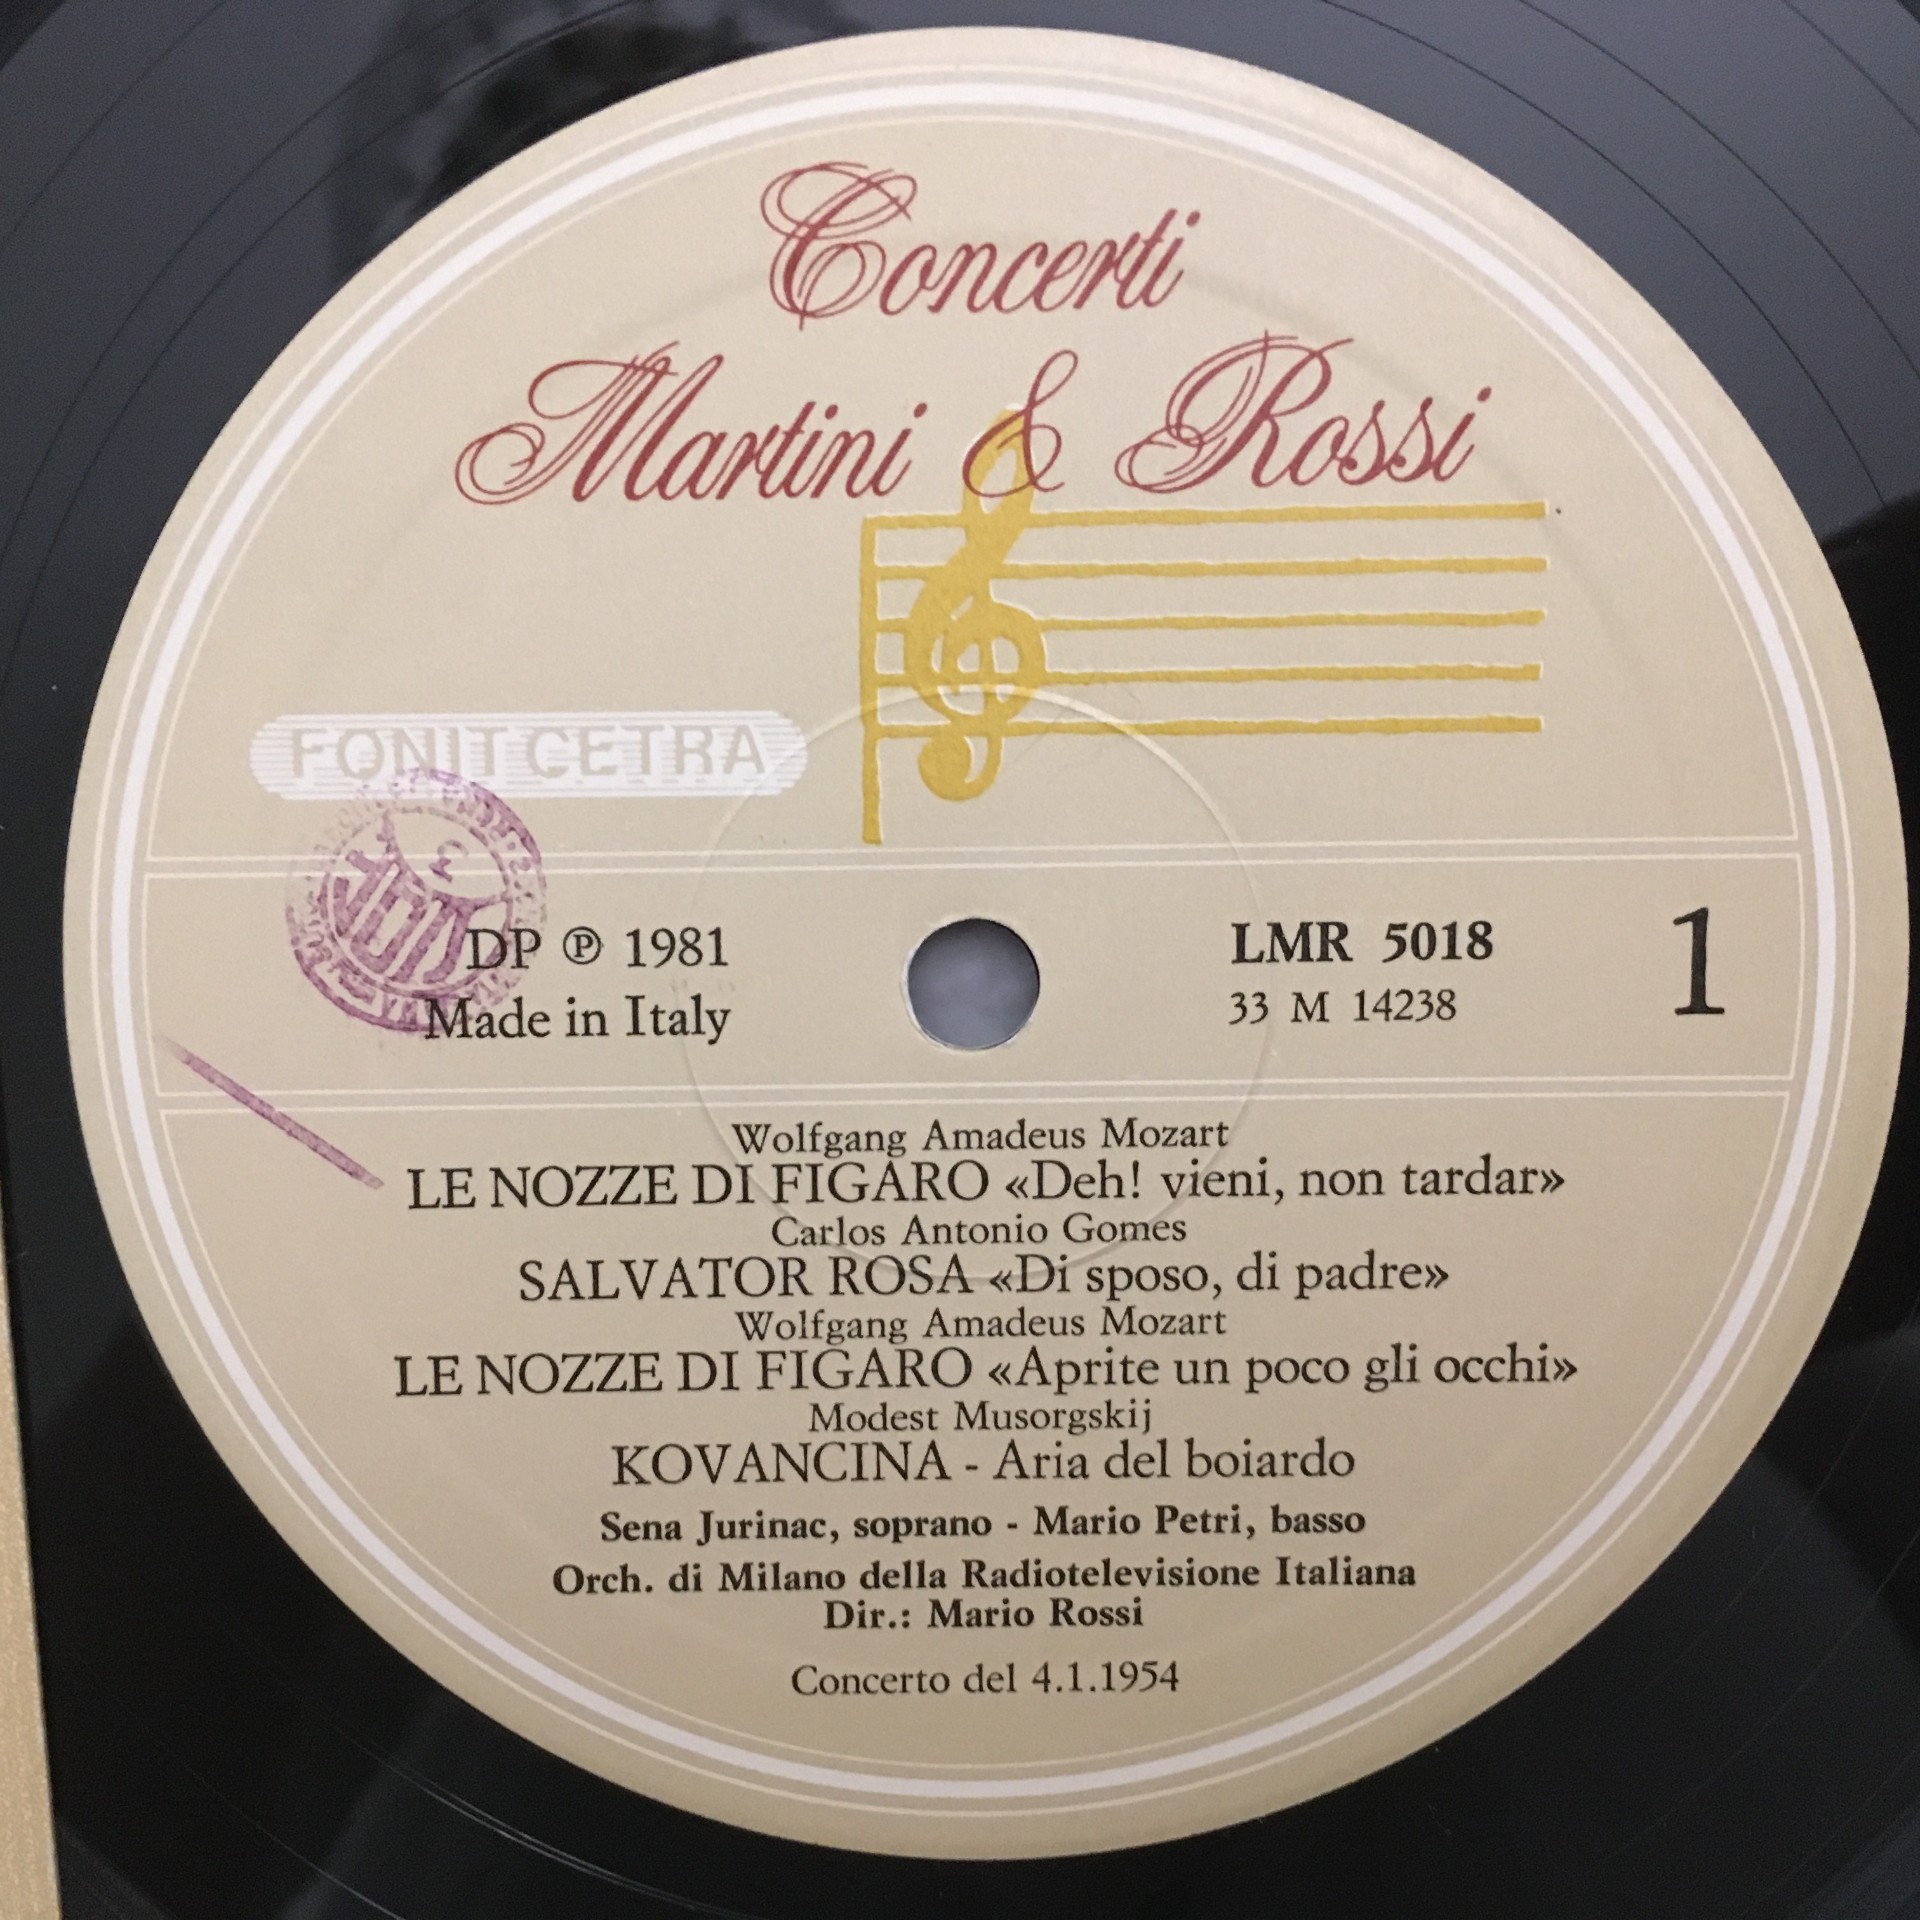 Concerti
Martini & Rossi
FONIT CETRA
DP ℗ 1981
Made in Italy
LMR 5018
33 M 14238
1
Wolfgang Amadeus Mozart
LE NOZZE DI FIGARO «Deh! vieni, non tardar»
Carlos Antonio Gomes
SALVATOR ROSA «Di sposo, di padre»
Wolfgang Amadeus Mozart
LE NOZZE DI FIGARO «Aprite un poco gli occhi»
Modest Musorgskij
KOVANCINA - Aria del boiardo
Sena Jurinac, soprano - Mario Petri, basso
Orch. di Milano della Radiotelevisione Italiana
Dir.: Mario Rossi
Concerto del 4.1.1954